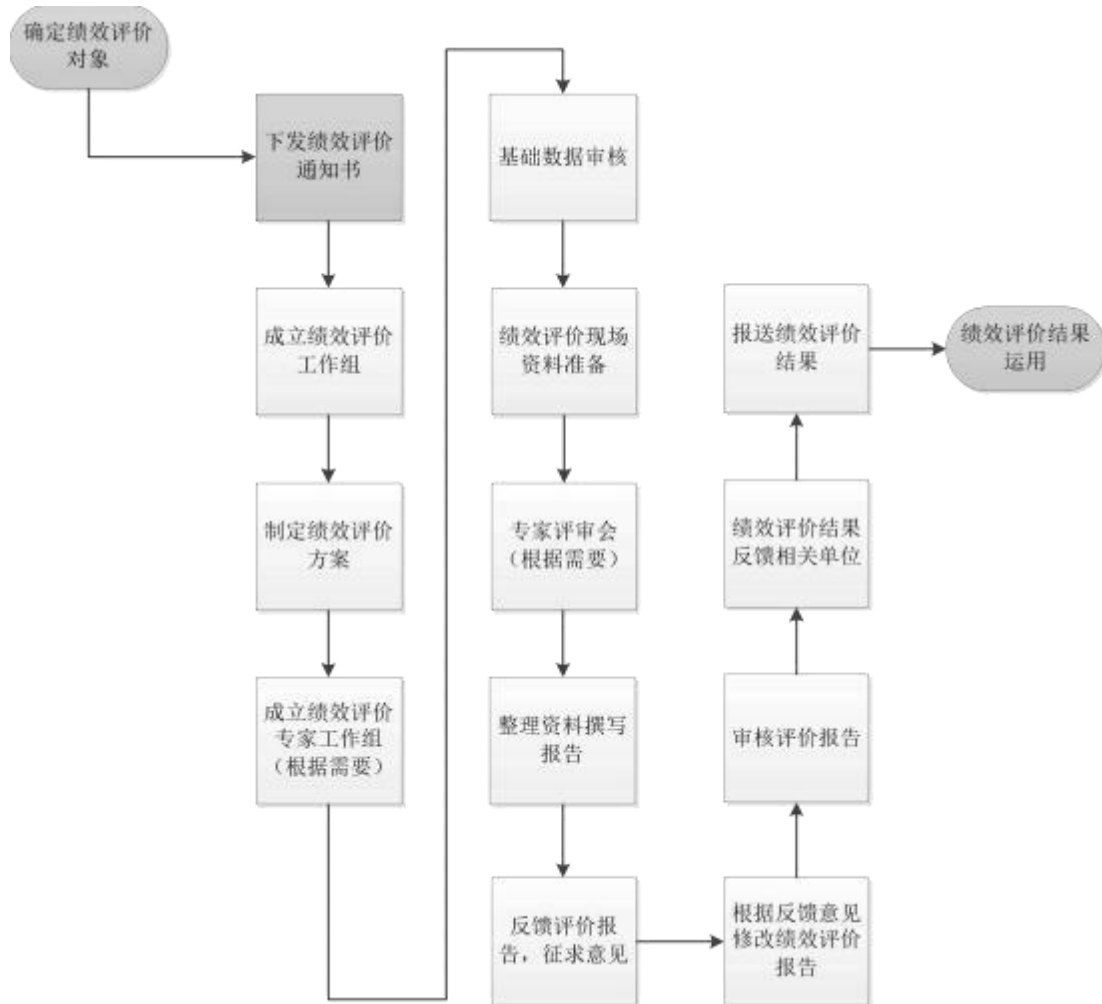 确定绩效评价
对象
下发绩效评价
通知书
成立绩效评价
工作组
制定绩效评价
方案
成立绩效评价
专家工作组
（根据需要）
基础数据审核
绩效评价现场
资料准备
专家评审会
（根据需要）
整理资料撰写
报告
反馈评价报
告，征求意见
根据反馈意见
修改绩效评价
报告
审核评价报告
绩效评价结果
反馈相关单位
报送绩效评价
结果
绩效评价结果
运用